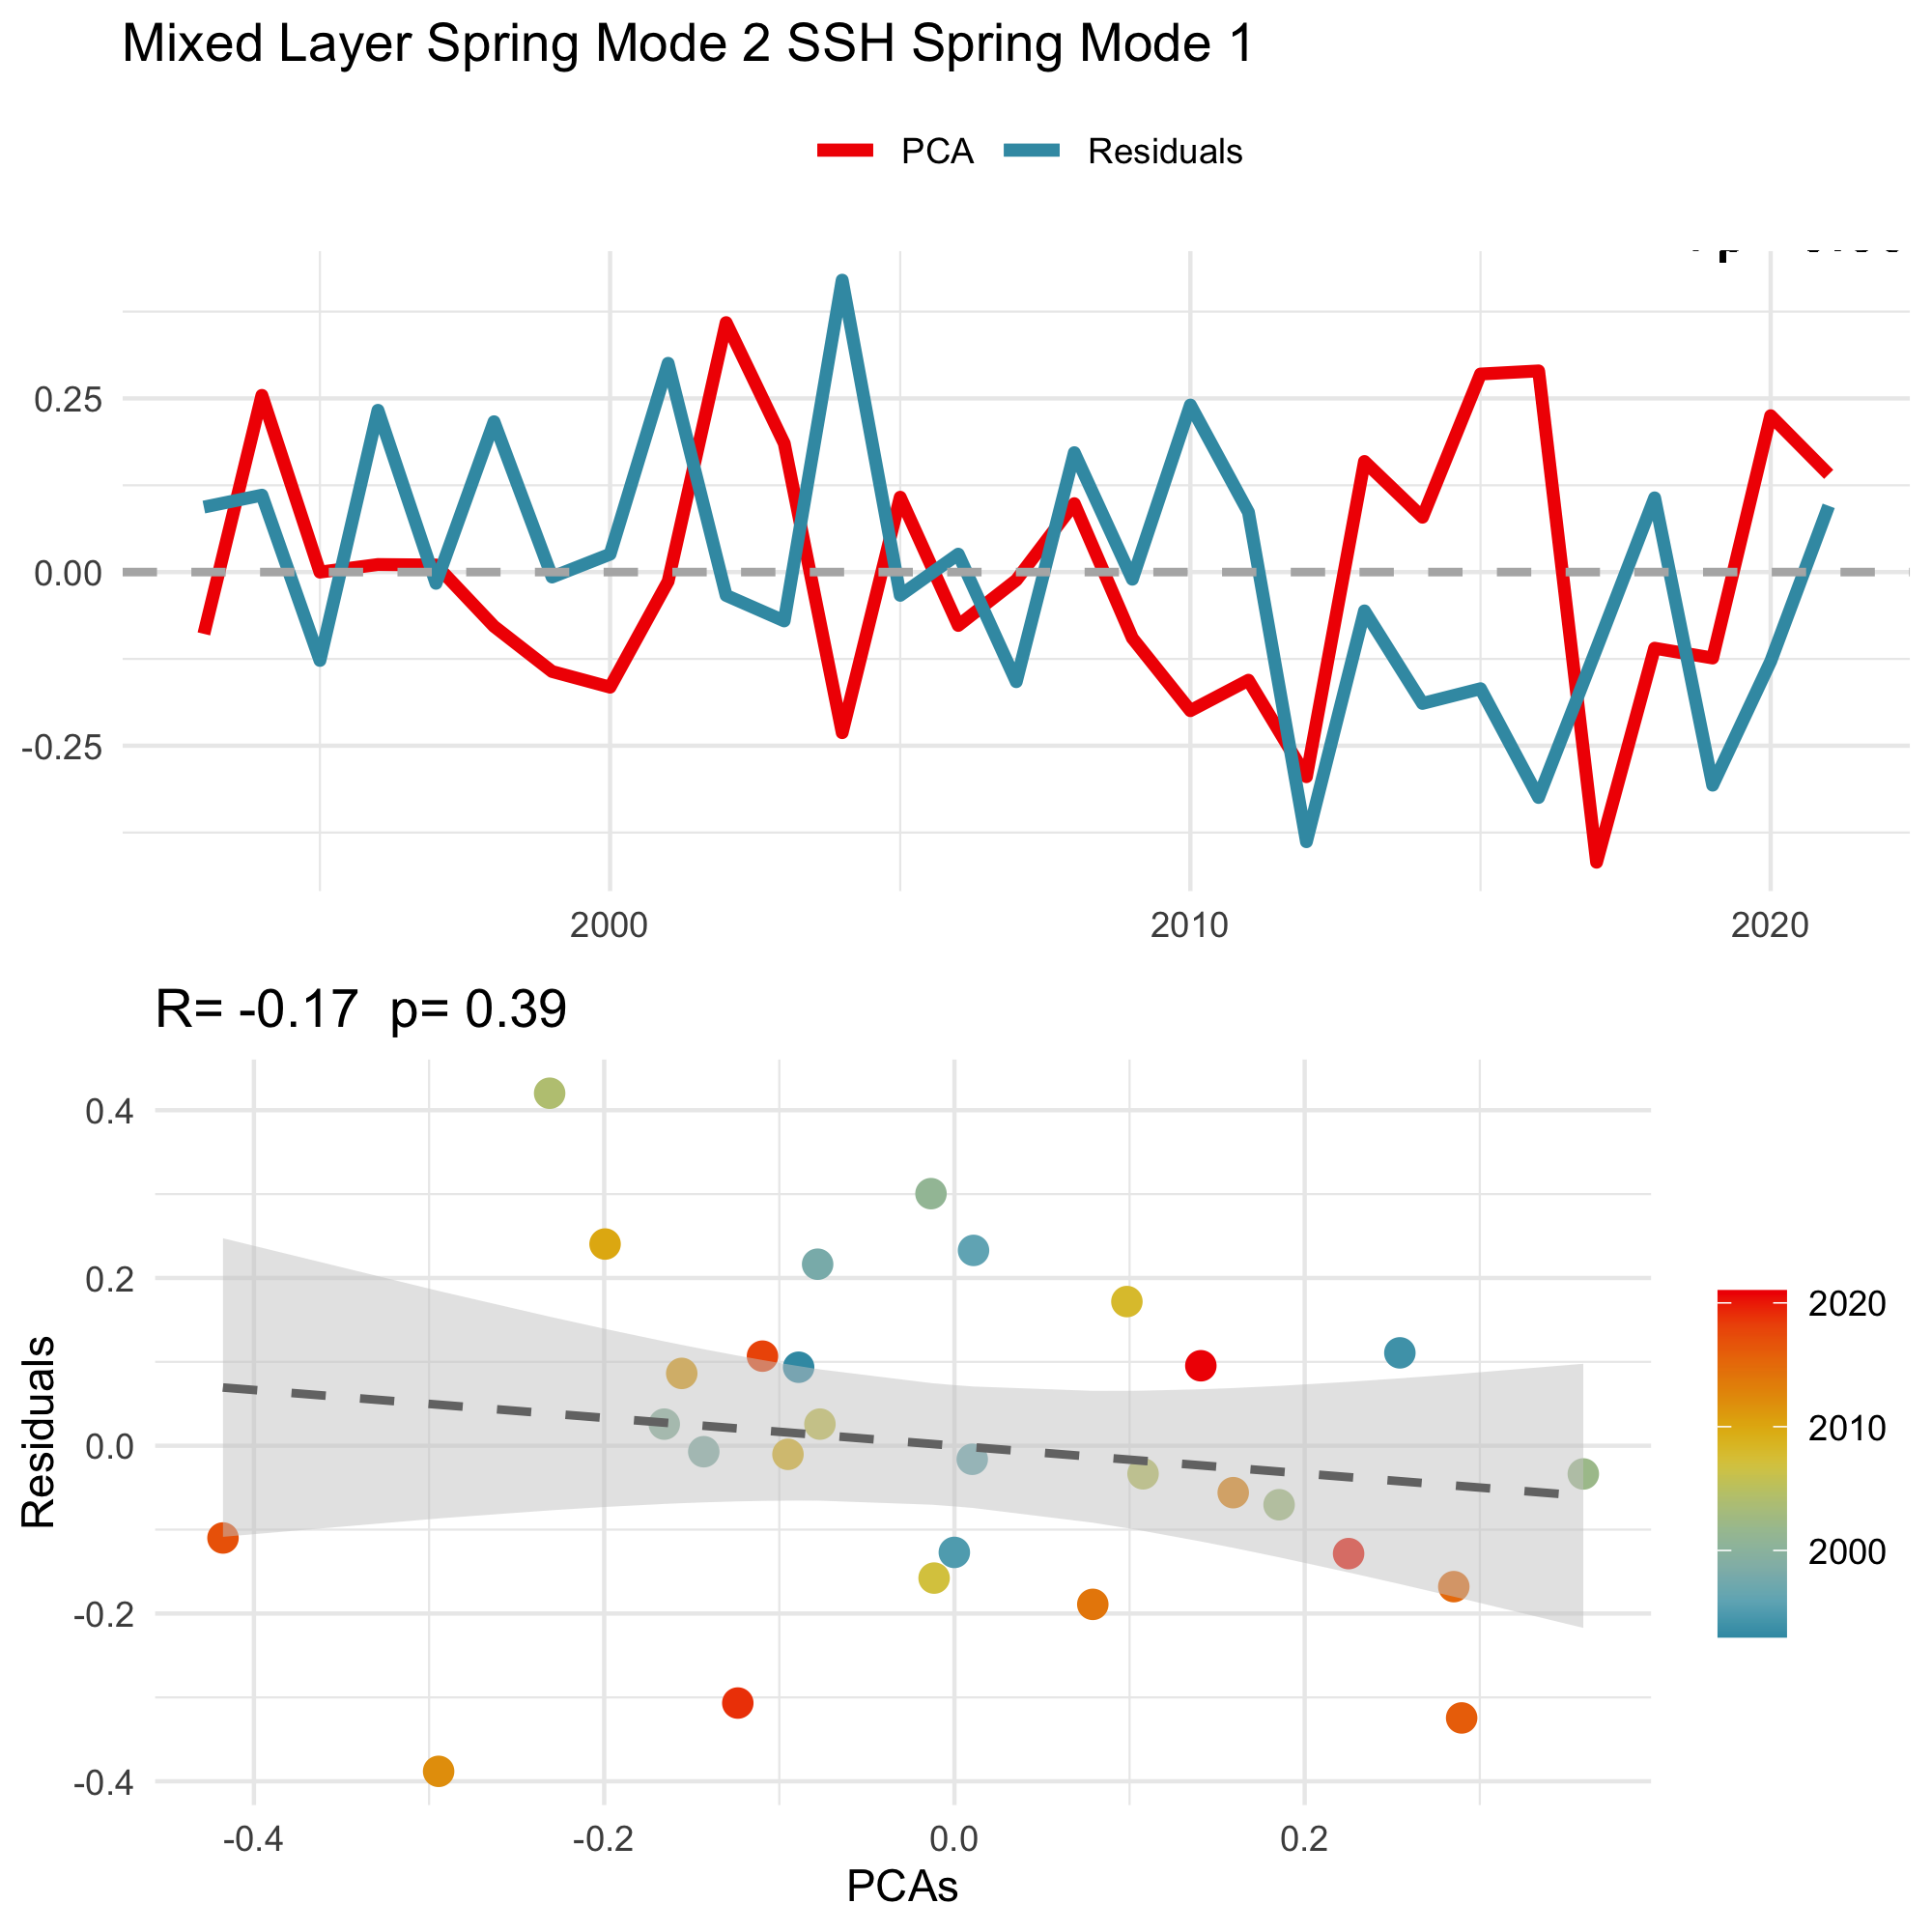 Mixed Layer Spring Mode 2 SSH Spring Mode 1
PCA Residuals
0.25
0.00
-0.25
2000 2010 2020
R= -0.17 p= 0.39
Residuals
0.4
0.2
0.0
-0.2
-0.4
-0.4 -0.2 0.0 0.2
PCAs
2020
2010
2000